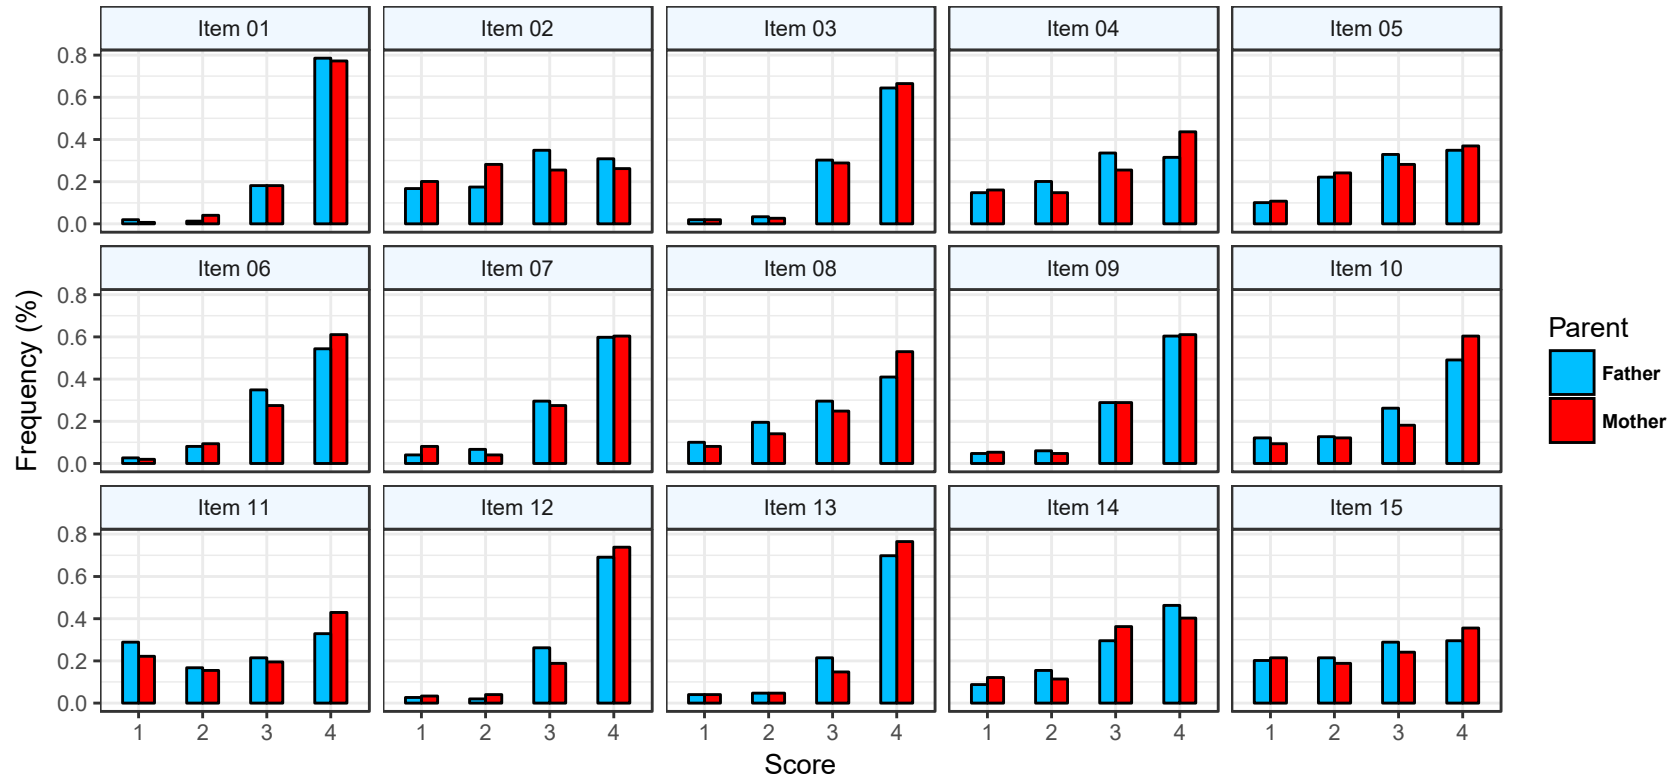 Item 01 Item 02 Item 03 Item 04 Item 05
0.8
0.6
0.4
0.2
0.0
Item 06 Item 07 Item 08 Item 09 Item 10
0.8
0.6
0.4
0.2
0.0
Item 11 Item 12 Item 13 Item 14 Item 15
0.8
0.6
0.4
0.2
0.0
1 2 3 4 1 2 3 4 1 2 3 4 1 2 3 4 1 2 3 4
Score
Frequency (%)
Parent
Father
Mother